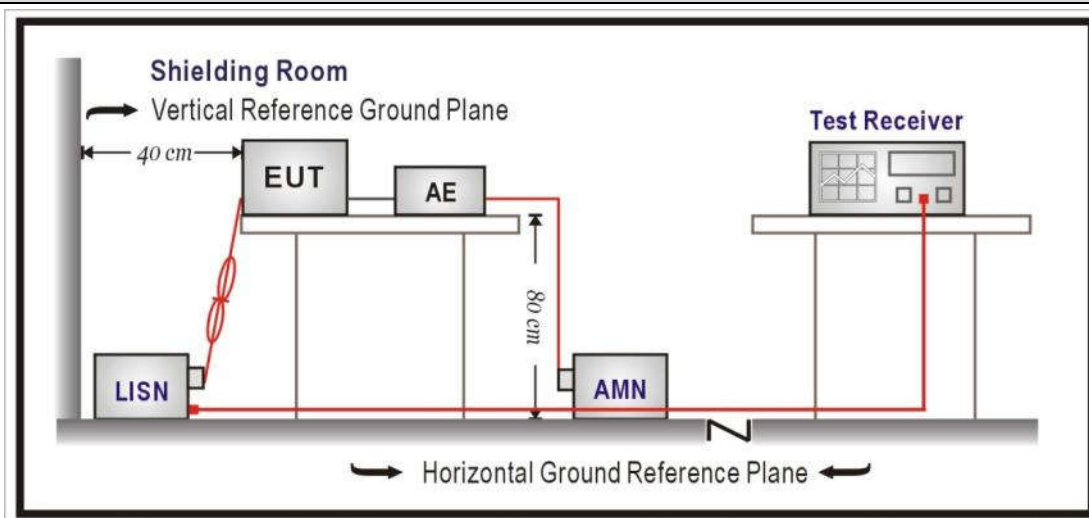 Shielding Room
Vertical Reference Ground Plane
Test Receiver
40 cm
EUT
AE
80 cm
LISN
AMN
Horizontal Ground Reference Plane